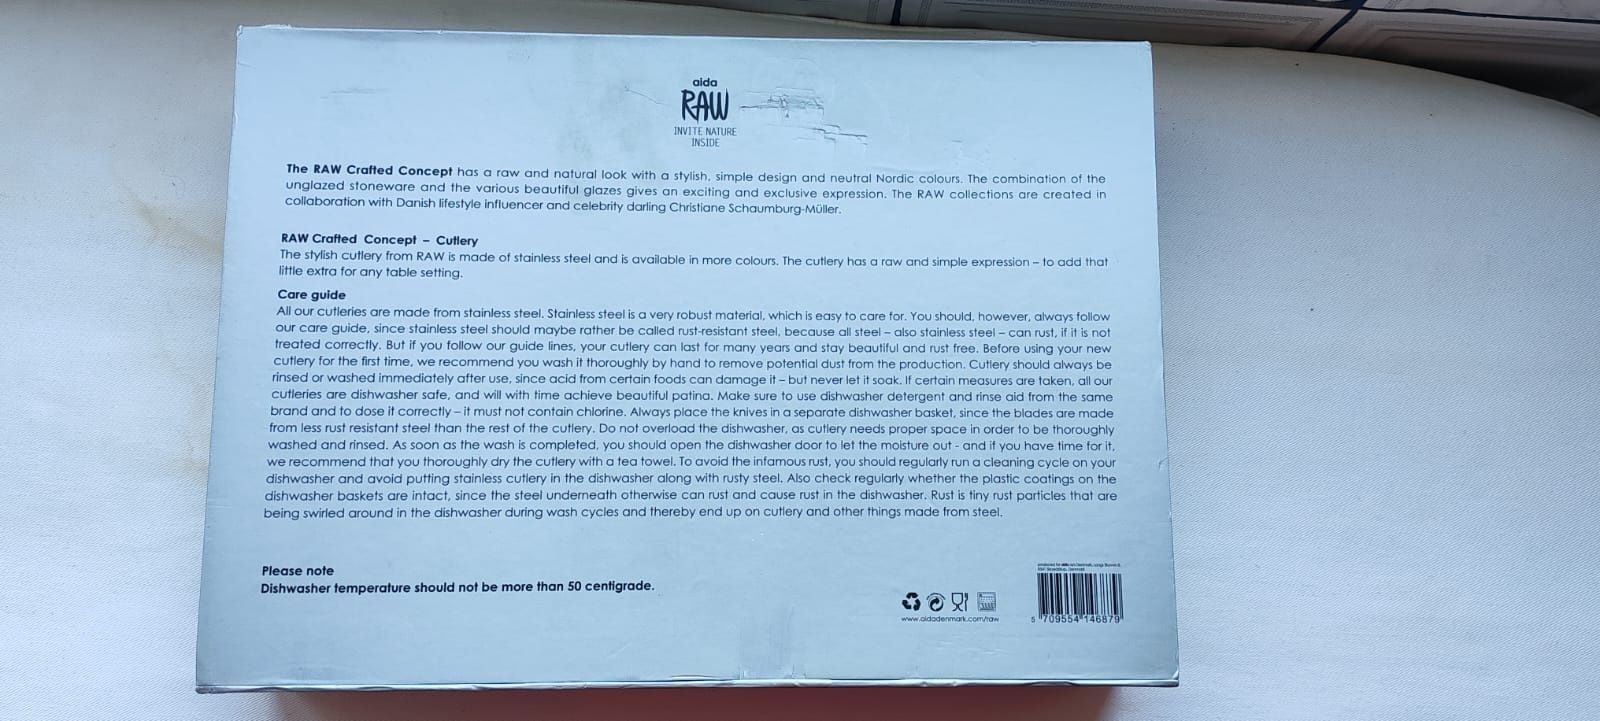 aida
RAW
INVITE NATURE
INSIDE
The RAW Crafted Concept has a raw and natural look with a stylish, simple design and neutral Nordic colours. The combination of the
unglazed stoneware and the various beautiful glazes gives an exciting and exclusive expression. The RAW collections are created in
collaboration with Danish lifestyle influencer and celebrity darling Christiane Schaumburg-Müller.
RAW Crafted Concept – Cutlery
The stylish cutlery from RAW is made of stainless steel and is available in more colours. The cutlery has a raw and simple expression – to add that
little extra for any table setting.
Care guide
All our cutleries are made from stainless steel. Stainless steel is a very robust material, which is easy to care for. You should, however, always follow
our care guide, since stainless steel should maybe rather be called rust-resistant steel, because all steel – also stainless steel – can rust, if it is not
treated correctly. But if you follow our guide lines, your cutlery can last for many years and stay beautiful and rust free. Before using your new
cutlery for the first time, we recommend you wash it thoroughly by hand to remove potential dust from the production. Cutlery should always be
rinsed or washed immediately after use, since acid from certain foods can damage it – but never let it soak. If certain measures are taken, all our
cutleries are dishwasher safe, and will with time achieve beautiful patina. Make sure to use dishwasher detergent and rinse aid from the same
brand and to dose it correctly – it must not contain chlorine. Always place the knives in a separate dishwasher basket, since the blades are made
from less rust resistant steel than the rest of the cutlery. Do not overload the dishwasher, as cutlery needs proper space in order to be thoroughly
washed and rinsed. As soon as the wash is completed, you should open the dishwasher door to let the moisture out - and if you have time for it,
we recommend that you thoroughly dry the cutlery with a tea towel. To avoid the infamous rust, you should regularly run a cleaning cycle on your
dishwasher and avoid putting stainless cutlery in the dishwasher along with rusty steel. Also check regularly whether the plastic coatings on the
dishwasher baskets are intact, since the steel underneath otherwise can rust and cause rust in the dishwasher. Rust is tiny rust particles that are
being swirled around in the dishwasher during wash cycles and thereby end up on cutlery and other things made from steel.
Please note
Dishwasher temperature should not be more than 50 centigrade.
www.aidadenmark.com/raw
5 709554 146879